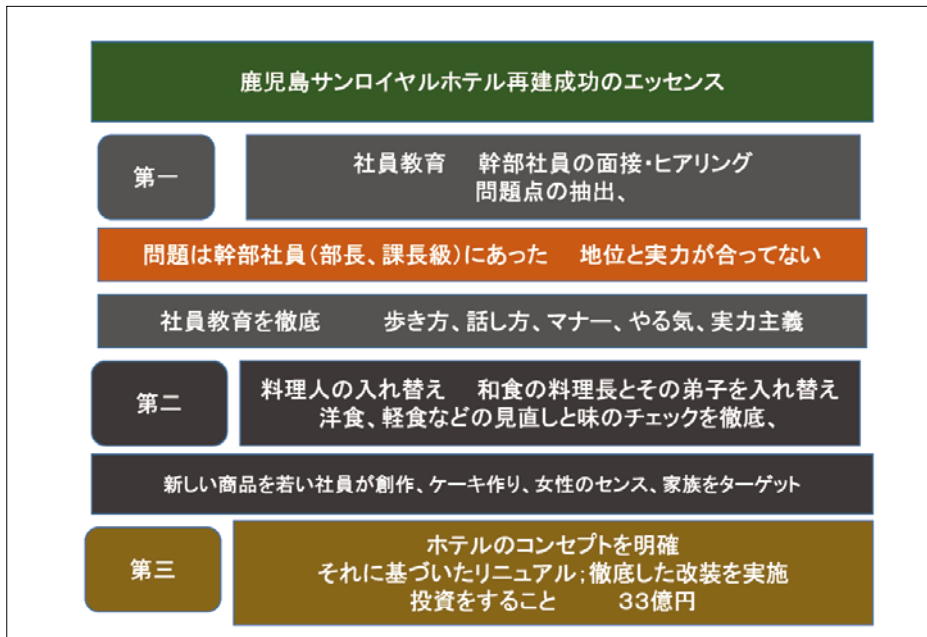 鹿児島サンロイヤルホテル再建成功のエッセンス
第一
社員教育　幹部社員の面接・ヒアリング
問題点の抽出、
問題は幹部社員（部長、課長級）にあった　地位と実力が合ってない
社員教育を徹底　　歩き方、話し方、マナー、やる気、実力主義
第二
料理人の入れ替え　和食の料理長とその弟子を入れ替え
洋食、軽食などの見直しと味のチェックを徹底、
新しい商品を若い社員が創作、ケーキ作り、女性のセンス、家族をターゲット
第三
ホテルのコンセプトを明確
それに基づいたリニュアル；徹底した改装を実施
投資をすること　　33億円